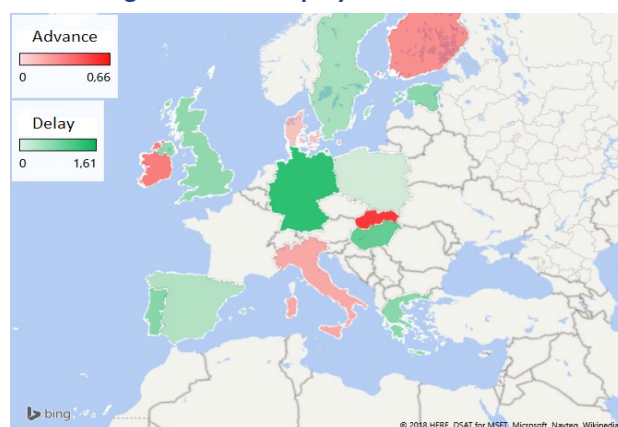 Advance
0 0,66
Delay
0 1,61
bing
© 2018 HERE, DSAT for MSFT, Microsoft, Navteq, Wikipedia